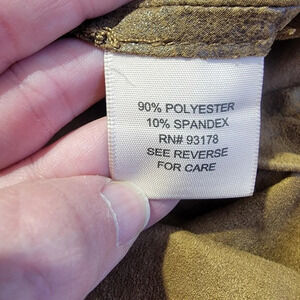 90% POLYESTER
10% SPANDEX
RN# 93178
SEE REVERSE
FOR CARE